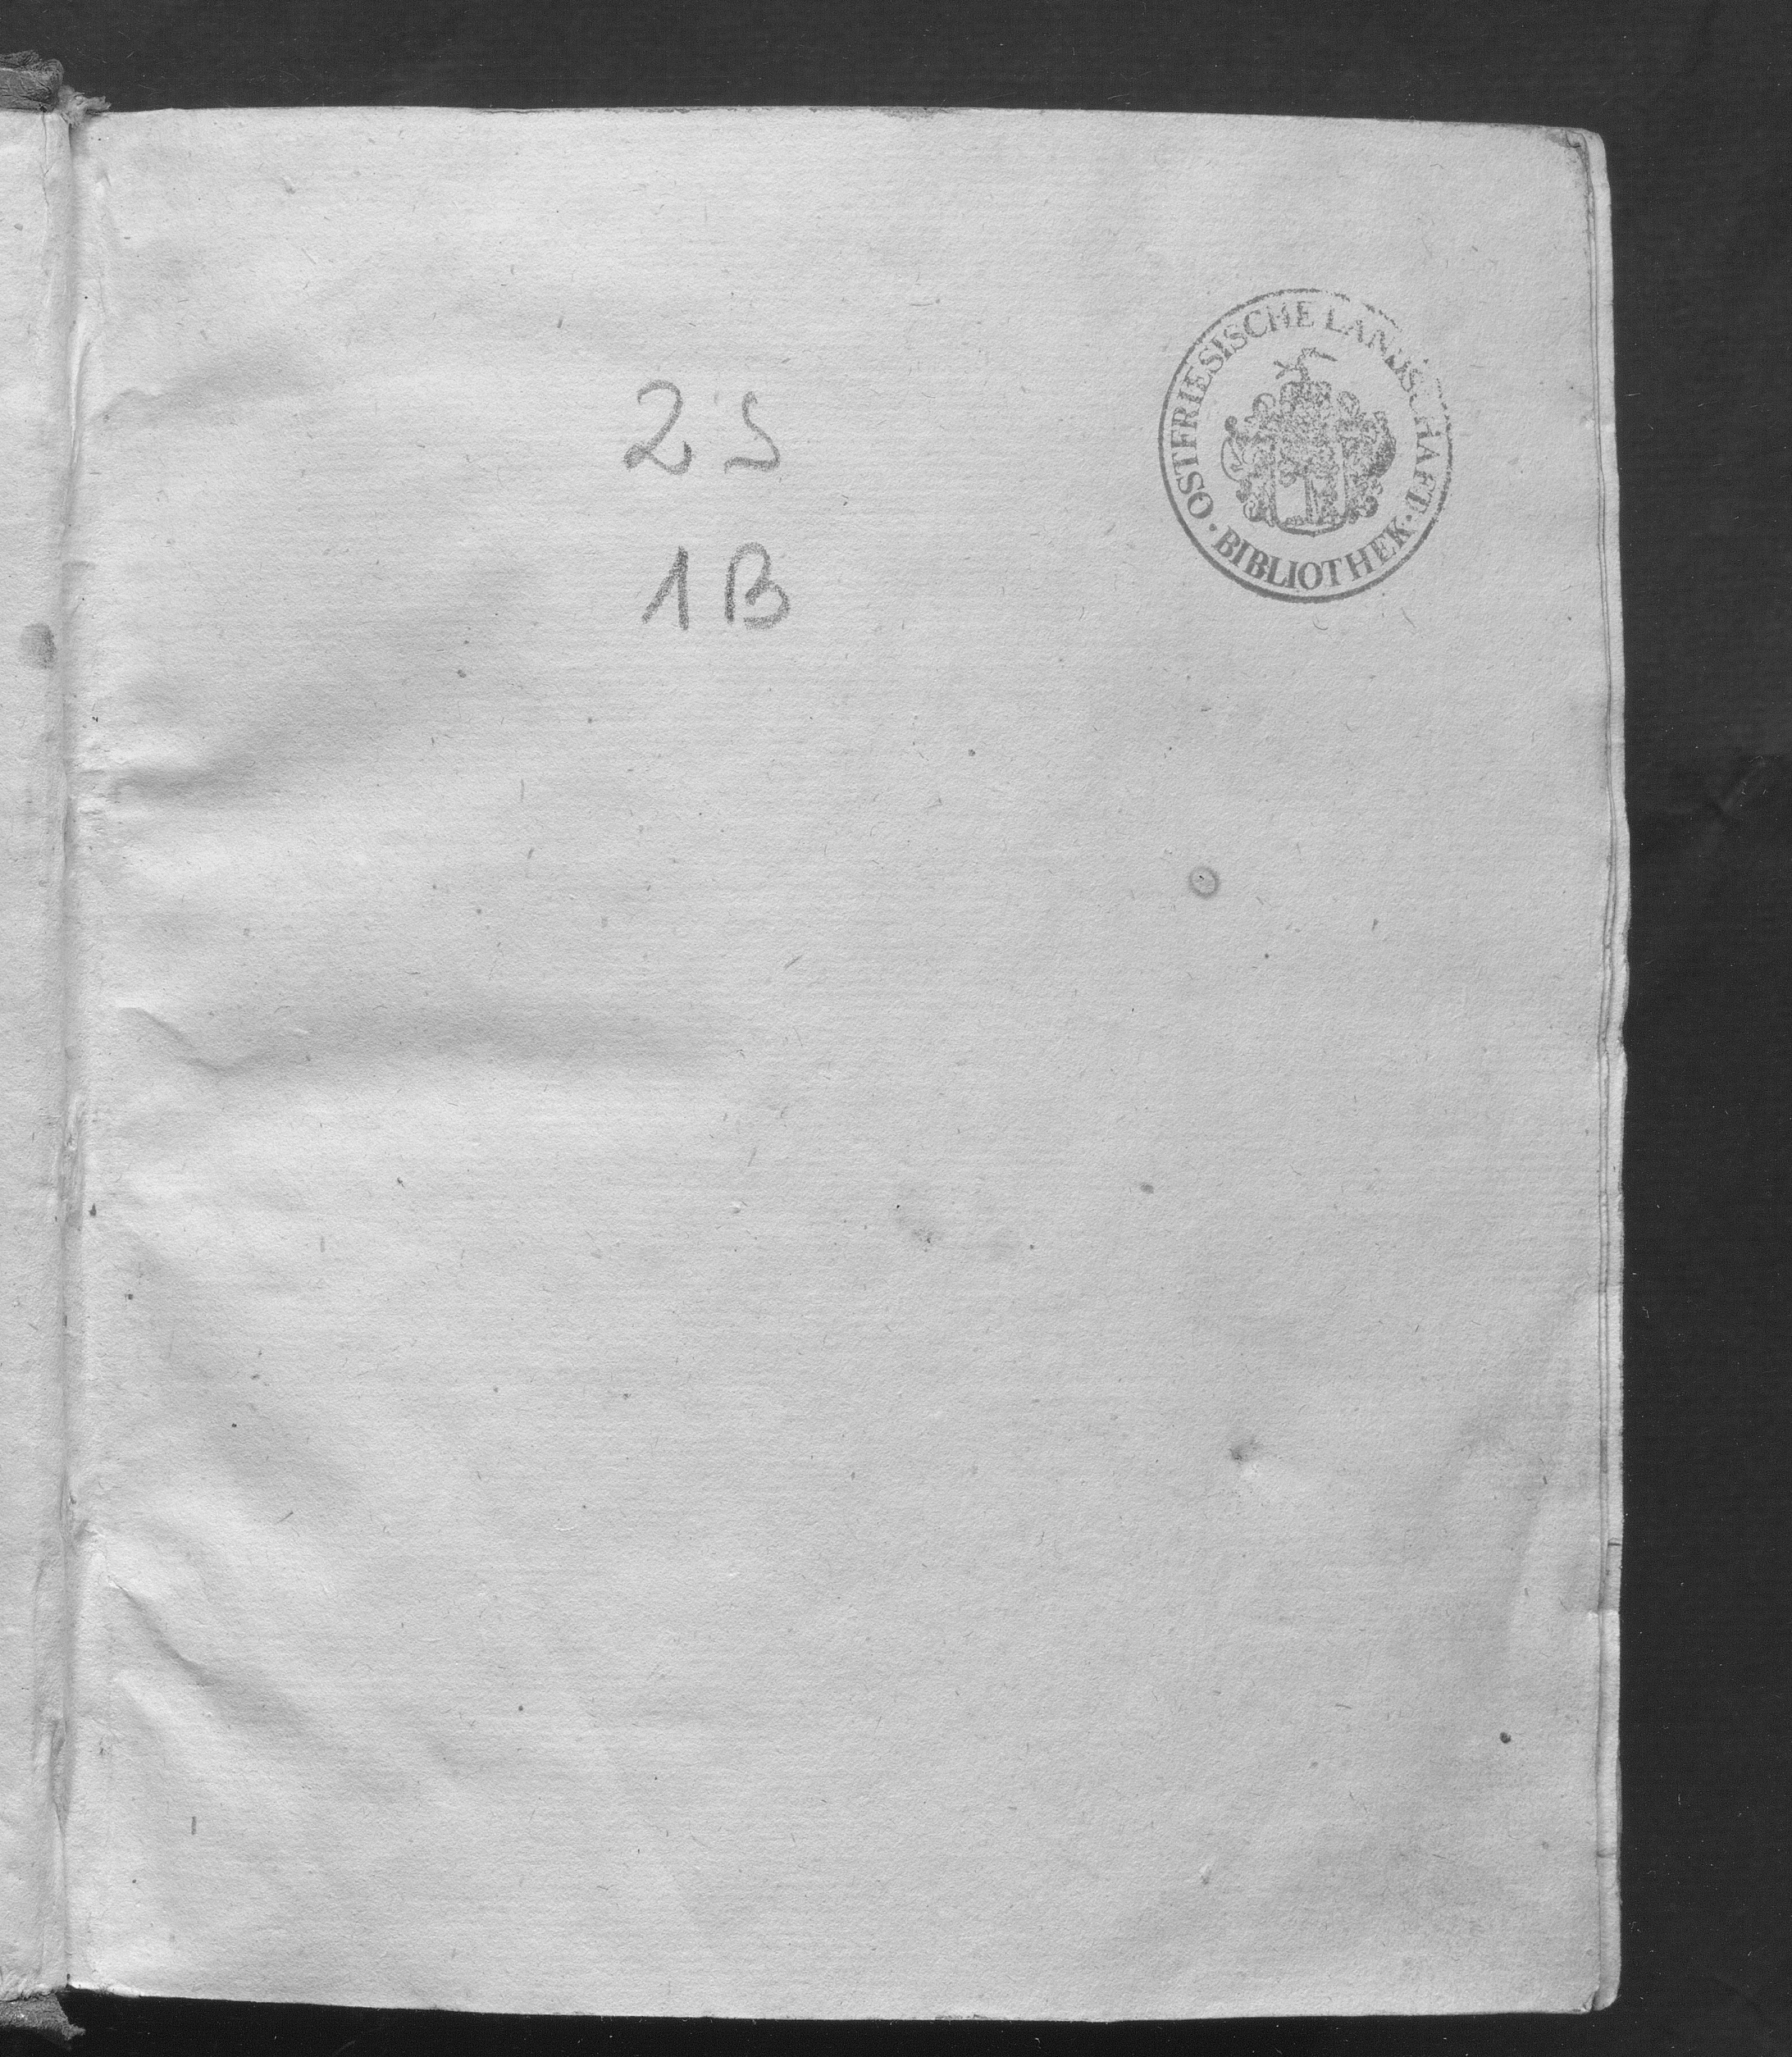 2 S
1 B
OSTFRIESISCHE LANDSCHAFT · BIBLIOTHEK ·